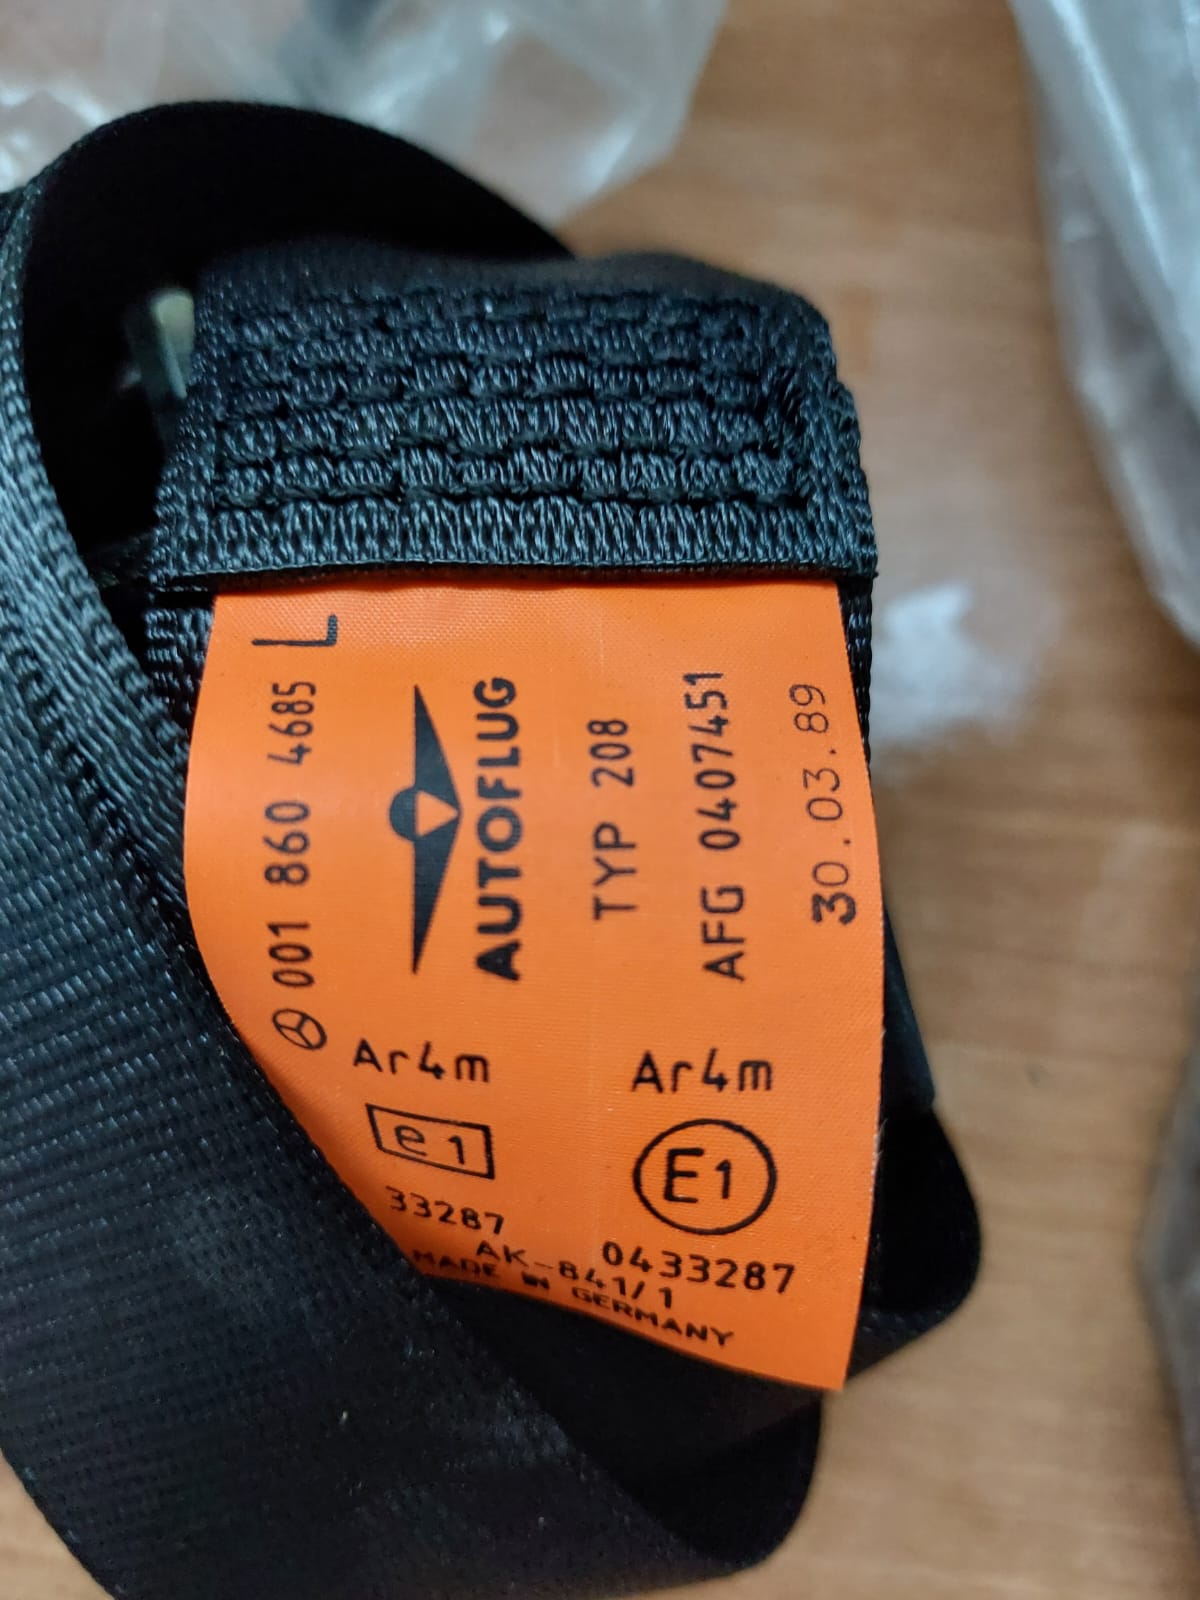 001 860 4685 L
AUTOFLUG
TYP 208
AFG 0407451
30.03.89
Ar4m
e1
33287
Ar4m
E1
0433287
AK-841/1
MADE IN GERMANY